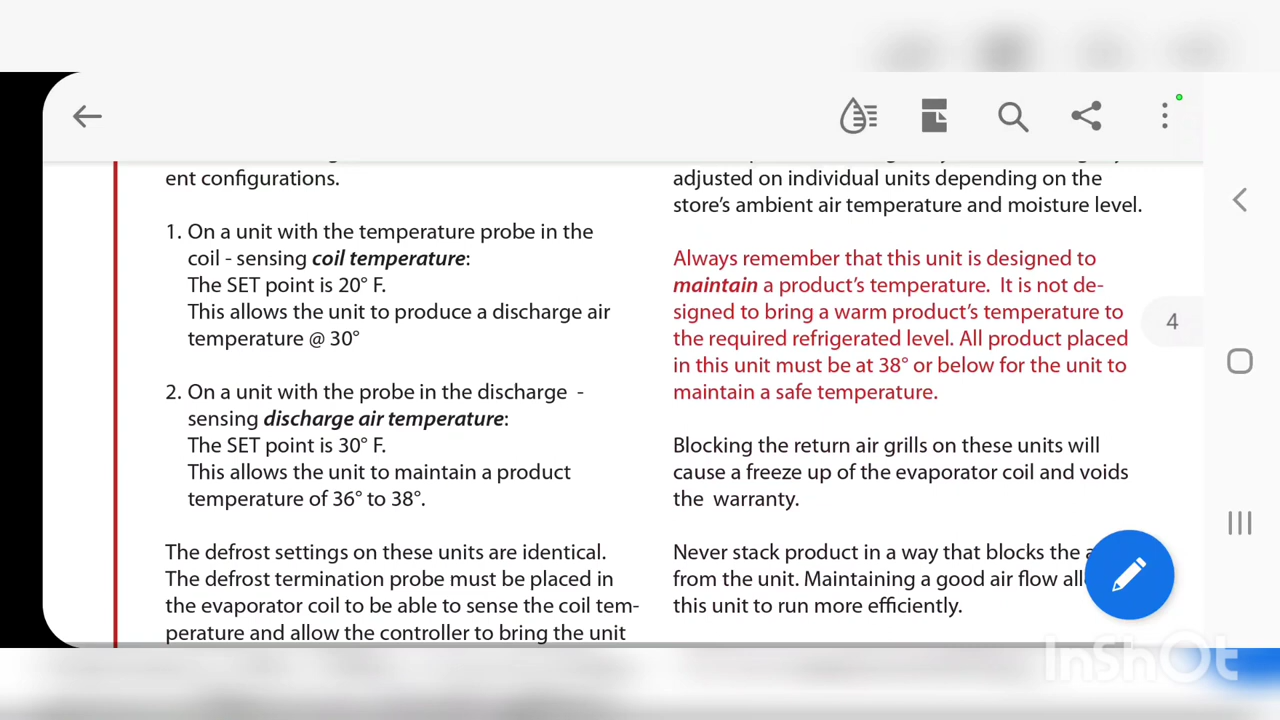 ent configurations.
1. On a unit with the temperature probe in the
coil - sensing coil temperature:
The SET point is 20° F.
This allows the unit to produce a discharge air
temperature @ 30°
2. On a unit with the probe in the discharge -
sensing discharge air temperature:
The SET point is 30° F.
This allows the unit to maintain a product
temperature of 36° to 38°.
The defrost settings on these units are identical.
The defrost termination probe must be placed in
the evaporator coil to be able to sense the coil tem-
perature and allow the controller to bring the unit
adjusted on individual units depending on the
store's ambient air temperature and moisture level.
Always remember that this unit is designed to
maintain a product's temperature. It is not de-
signed to bring a warm product's temperature to
the required refrigerated level. All product placed
in this unit must be at 38° or below for the unit to
maintain a safe temperature.
Blocking the return air grills on these units will
cause a freeze up of the evaporator coil and voids
the warranty.
Never stack product in a way that blocks the
from the unit. Maintaining a good air flow
this unit to run more efficiently.
4
InShOt